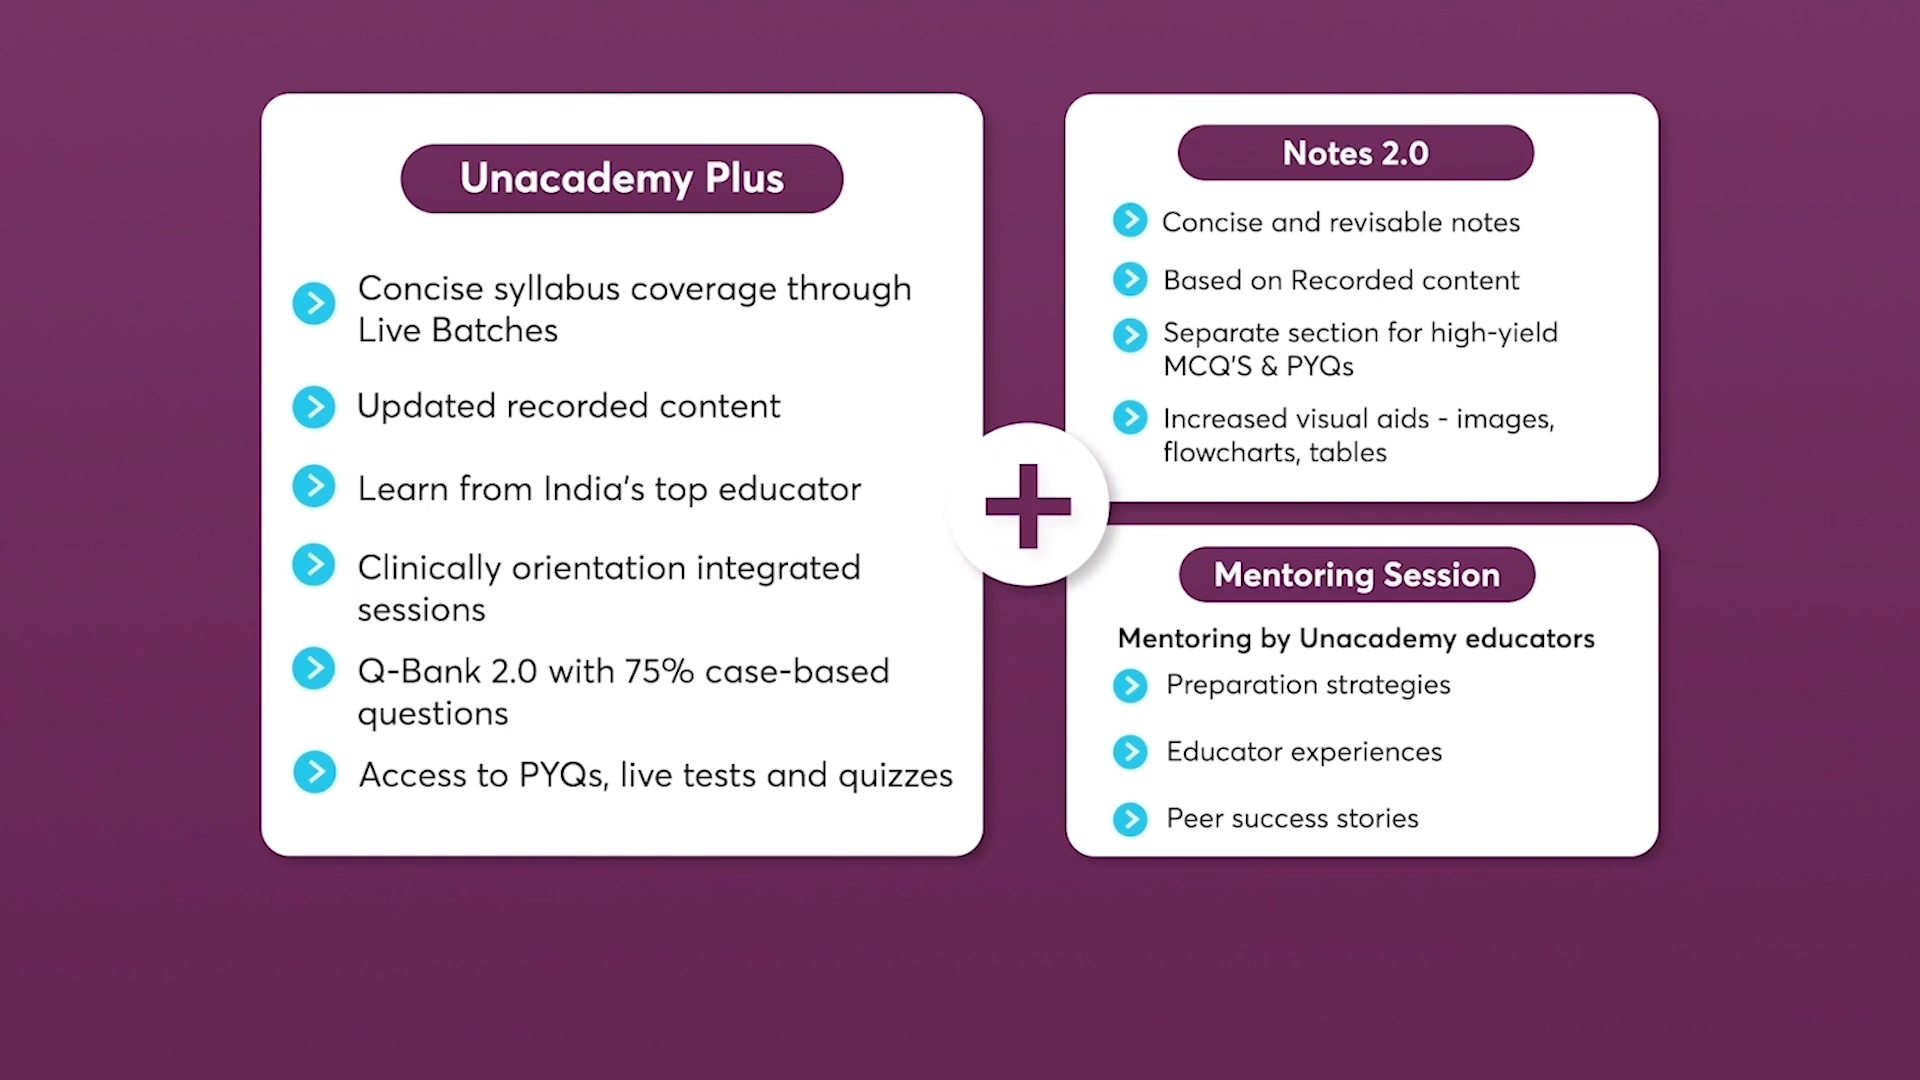 Unacademy Plus
Concise syllabus coverage through
Live Batches
Updated recorded content
Learn from India's top educator
Clinically orientation integrated
sessions
Q-Bank 2.0 with 75% case-based
questions
Access to PYQs, live tests and quizzes
Notes 2.0
Concise and revisable notes
Based on Recorded content
Separate section for high-yield
MCQ'S & PYQs
Increased visual aids - images,
flowcharts, tables
Mentoring Session
Mentoring by Unacademy educators
Preparation strategies
Educator experiences
Peer success stories